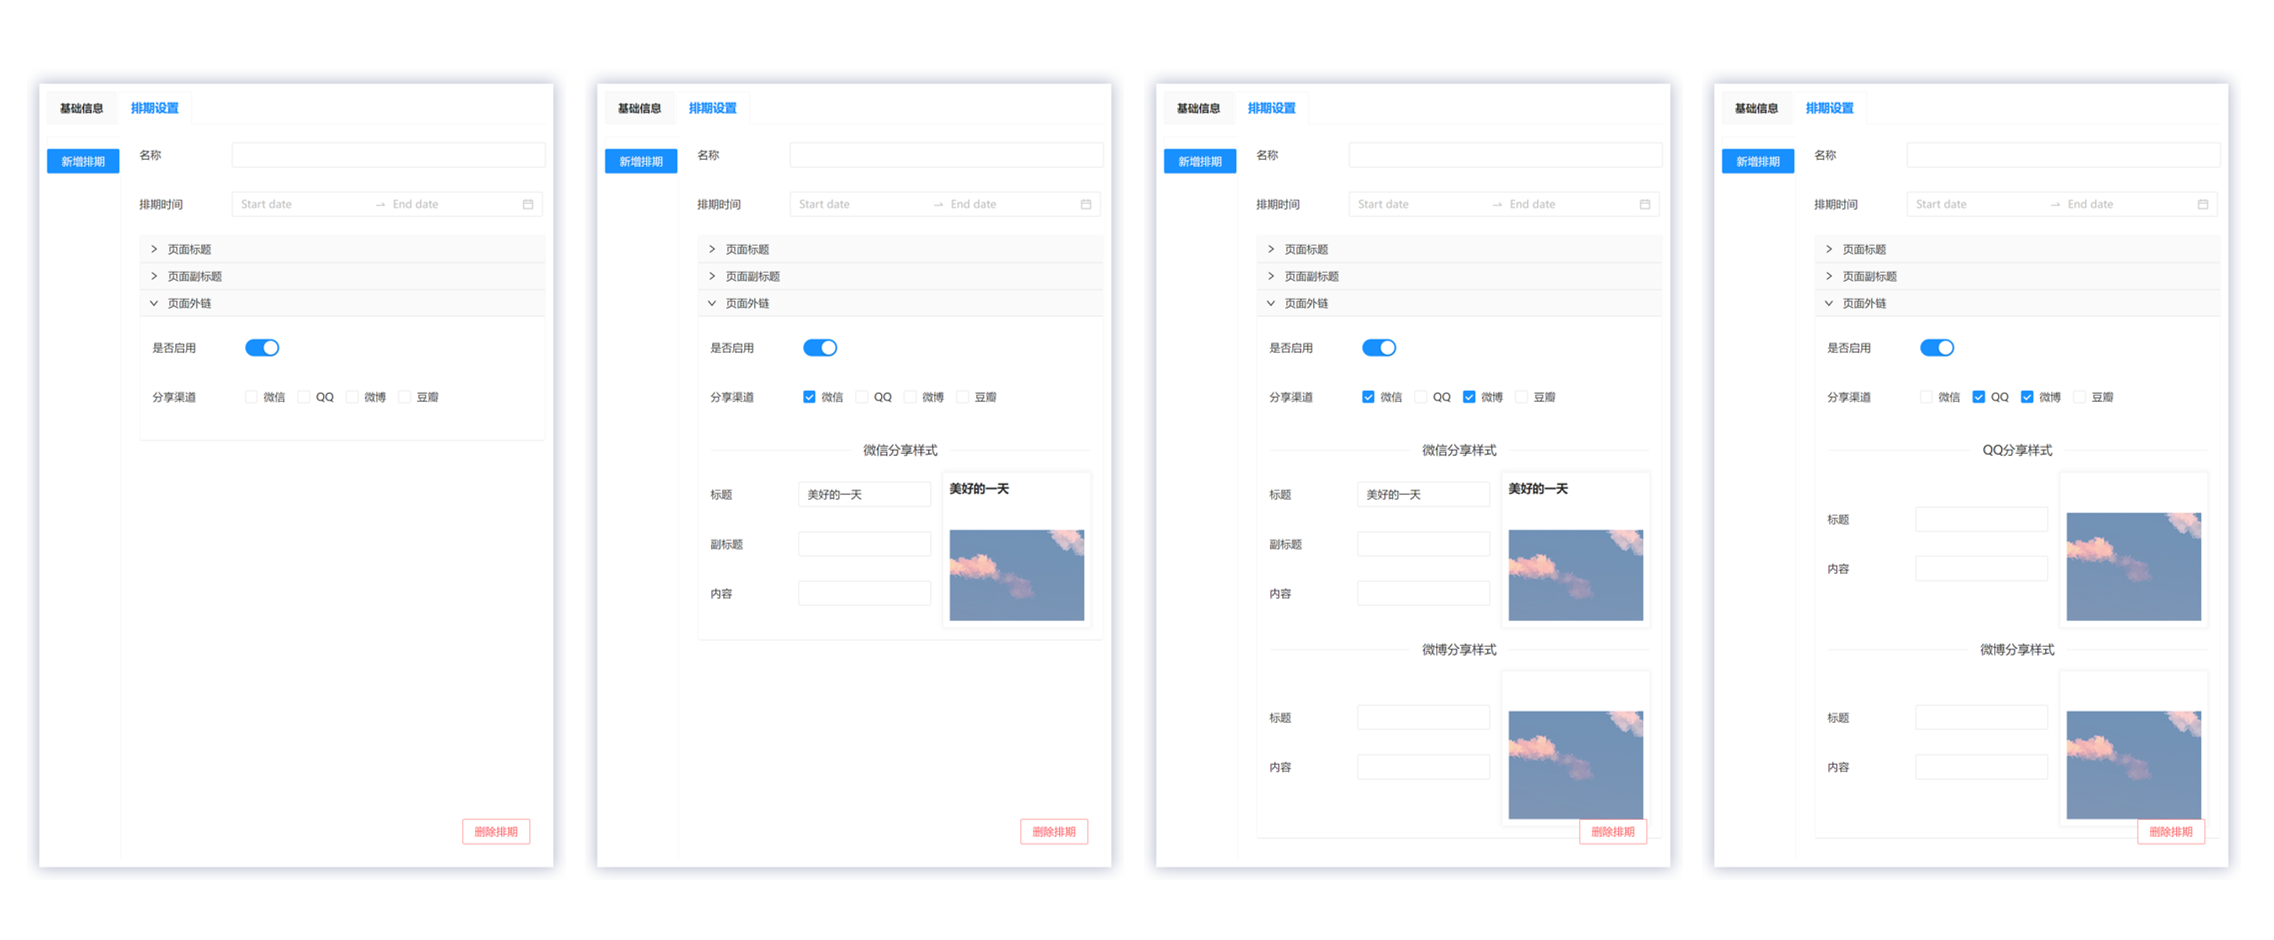 基础信息 排期设置
新增排期
名称
排期时间 Start date End date
页面标题
页面副标题
页面外链
是否启用
分享渠道 微信 QQ 微博 豆瓣
删除排期
基础信息 排期设置
新增排期
名称
排期时间 Start date End date
页面标题
页面副标题
页面外链
是否启用
分享渠道 微信 QQ 微博 豆瓣
微信分享样式
标题 美好的一天
美好的一天
副标题
内容
删除排期
基础信息 排期设置
新增排期
名称
排期时间 Start date End date
页面标题
页面副标题
页面外链
是否启用
分享渠道 微信 QQ 微博 豆瓣
微信分享样式
标题 美好的一天
美好的一天
副标题
内容
微博分享样式
标题
内容
删除排期
基础信息 排期设置
新增排期
名称
排期时间 Start date End date
页面标题
页面副标题
页面外链
是否启用
分享渠道 微信 QQ 微博 豆瓣
QQ分享样式
标题
内容
微博分享样式
标题
内容
删除排期